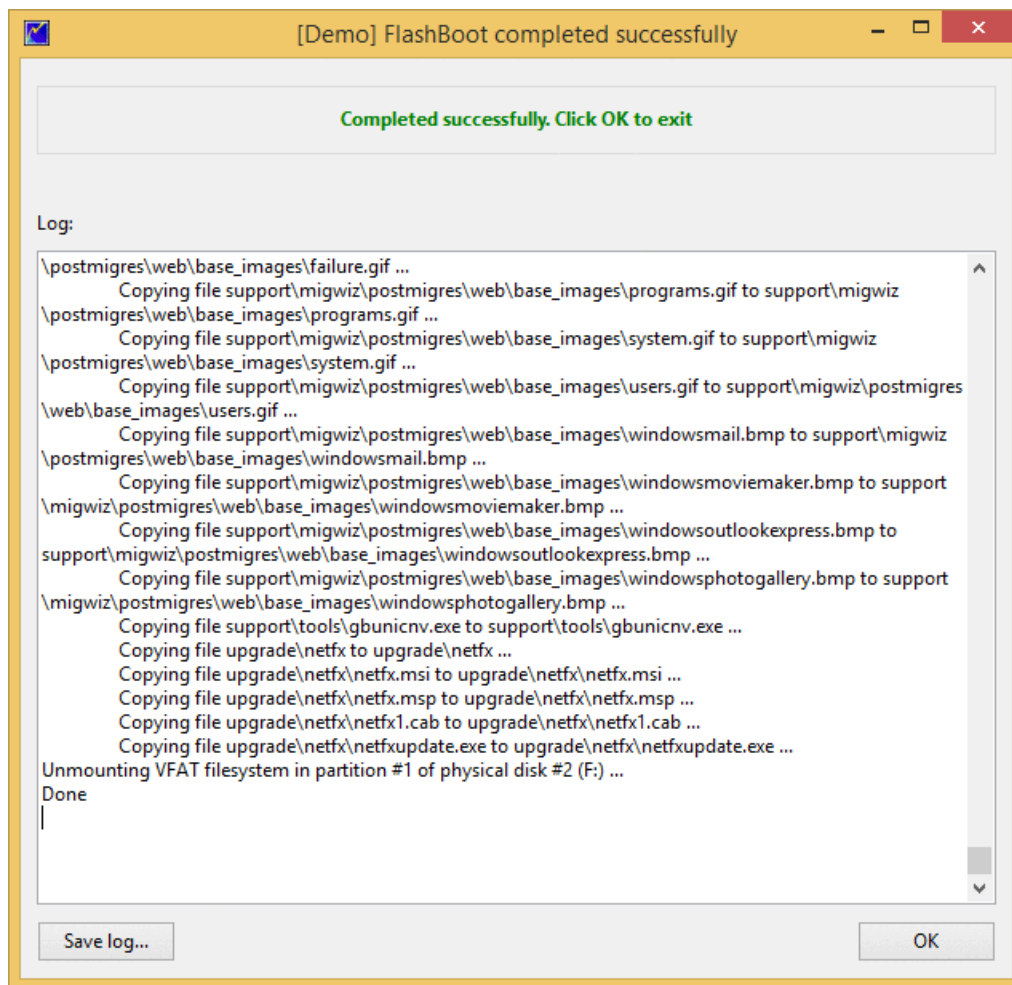 [Demo] FlashBoot completed successfully
Completed successfully. Click OK to exit
Log:
\postmigres\web\base_images\failure.gif ...
Copying file support\migwiz\postmigres\web\base_images\programs.gif to support\migwiz
\postmigres\web\base_images\programs.gif ...
Copying file support\migwiz\postmigres\web\base_images\system.gif to support\migwiz
\postmigres\web\base_images\system.gif ...
Copying file support\migwiz\postmigres\web\base_images\users.gif to support\migwiz\postmigres
\web\base_images\users.gif ...
Copying file support\migwiz\postmigres\web\base_images\windowsmail.bmp to support\migwiz
\postmigres\web\base_images\windowsmail.bmp ...
Copying file support\migwiz\postmigres\web\base_images\windowsmoviemaker.bmp to support
\migwiz\postmigres\web\base_images\windowsmoviemaker.bmp ...
Copying file support\migwiz\postmigres\web\base_images\windowsoutlookexpress.bmp to
support\migwiz\postmigres\web\base_images\windowsoutlookexpress.bmp ...
Copying file support\migwiz\postmigres\web\base_images\windowsphotogallery.bmp to support
\migwiz\postmigres\web\base_images\windowsphotogallery.bmp ...
Copying file support\tools\gbunicnv.exe to support\tools\gbunicnv.exe ...
Copying file upgrade\netfx to upgrade\netfx ...
Copying file upgrade\netfx\netfx.msi to upgrade\netfx\netfx.msi ...
Copying file upgrade\netfx\netfx.msp to upgrade\netfx\netfx.msp ...
Copying file upgrade\netfx\netfx1.cab to upgrade\netfx\netfx1.cab ...
Copying file upgrade\netfx\netfxupdate.exe to upgrade\netfx\netfxupdate.exe ...
Unmounting VFAT filesystem in partition #1 of physical disk #2 (F:) ...
Done
Save log... OK